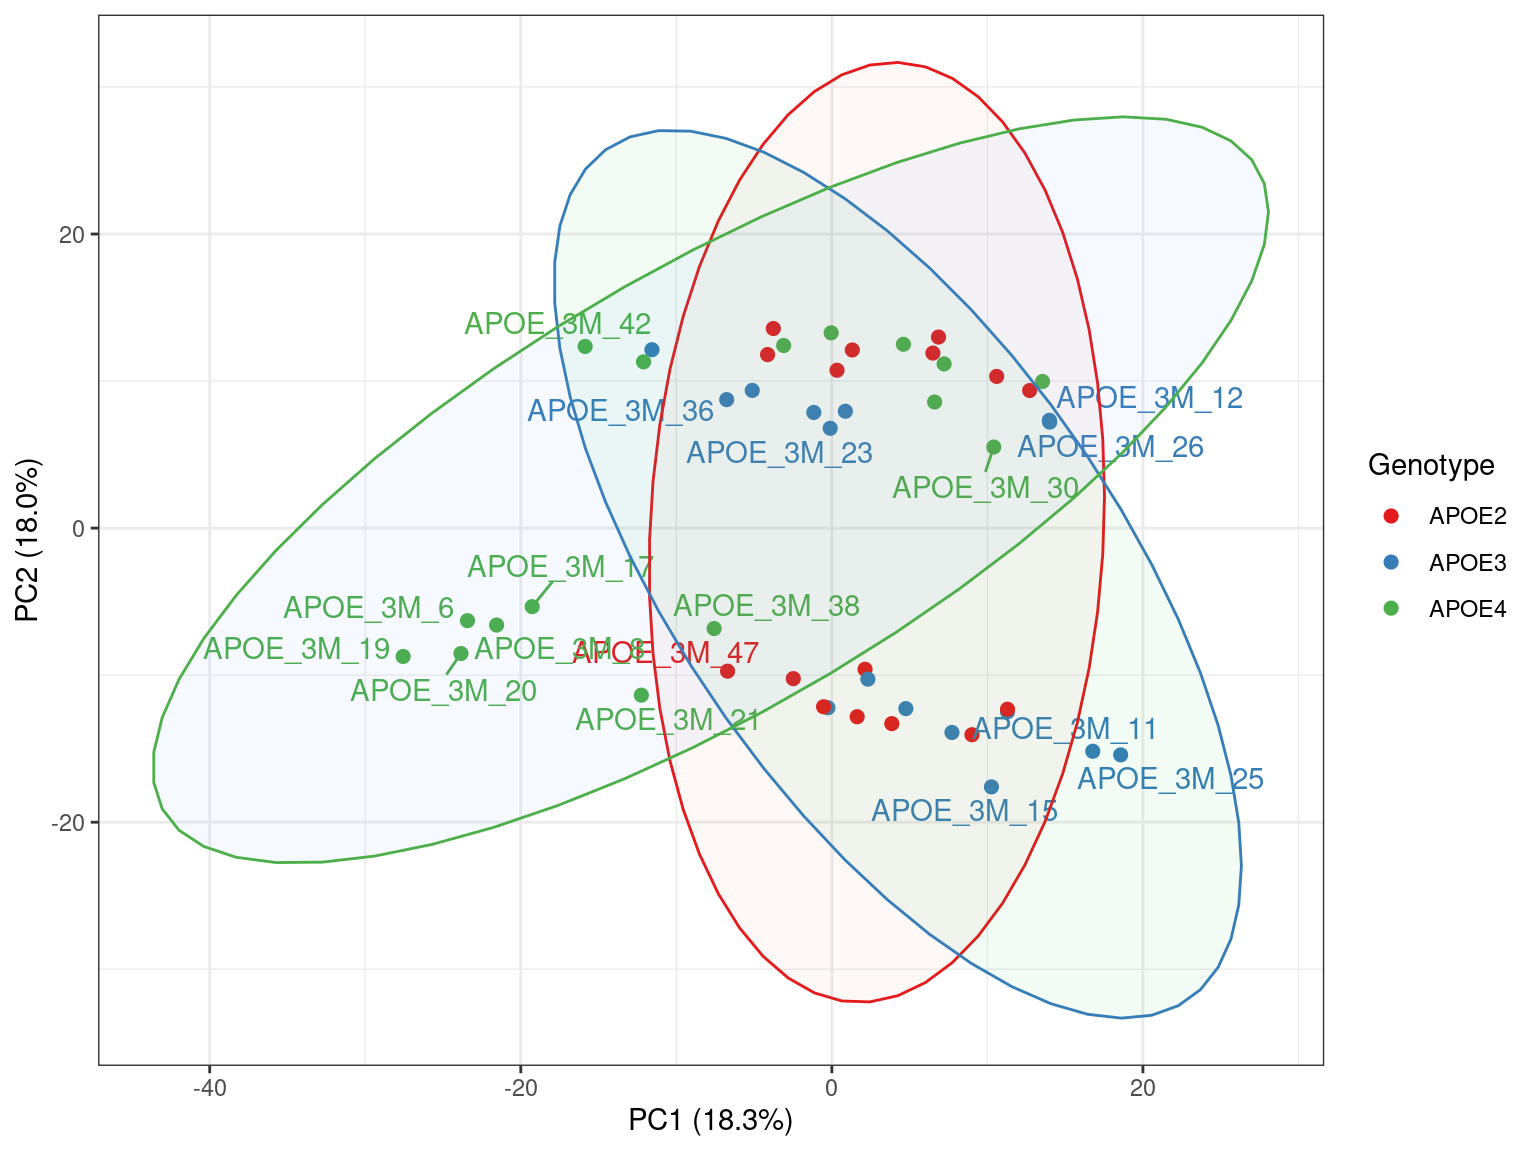 20
0
-20
-40
-20
0
20
PC1 (18.3%)
PC2 (18.0%)
APOE_3M_42
APOE_3M_36
APOE_3M_12
APOE_3M_23
APOE_3M_26
APOE_3M_30
APOE_3M_17
APOE_3M_6
APOE_3M_38
APOE_3M_19
APOE_3M_8
APOE_3M_47
APOE_3M_20
APOE_3M_21
APOE_3M_11
APOE_3M_25
APOE_3M_15
Genotype
APOE2
APOE3
APOE4